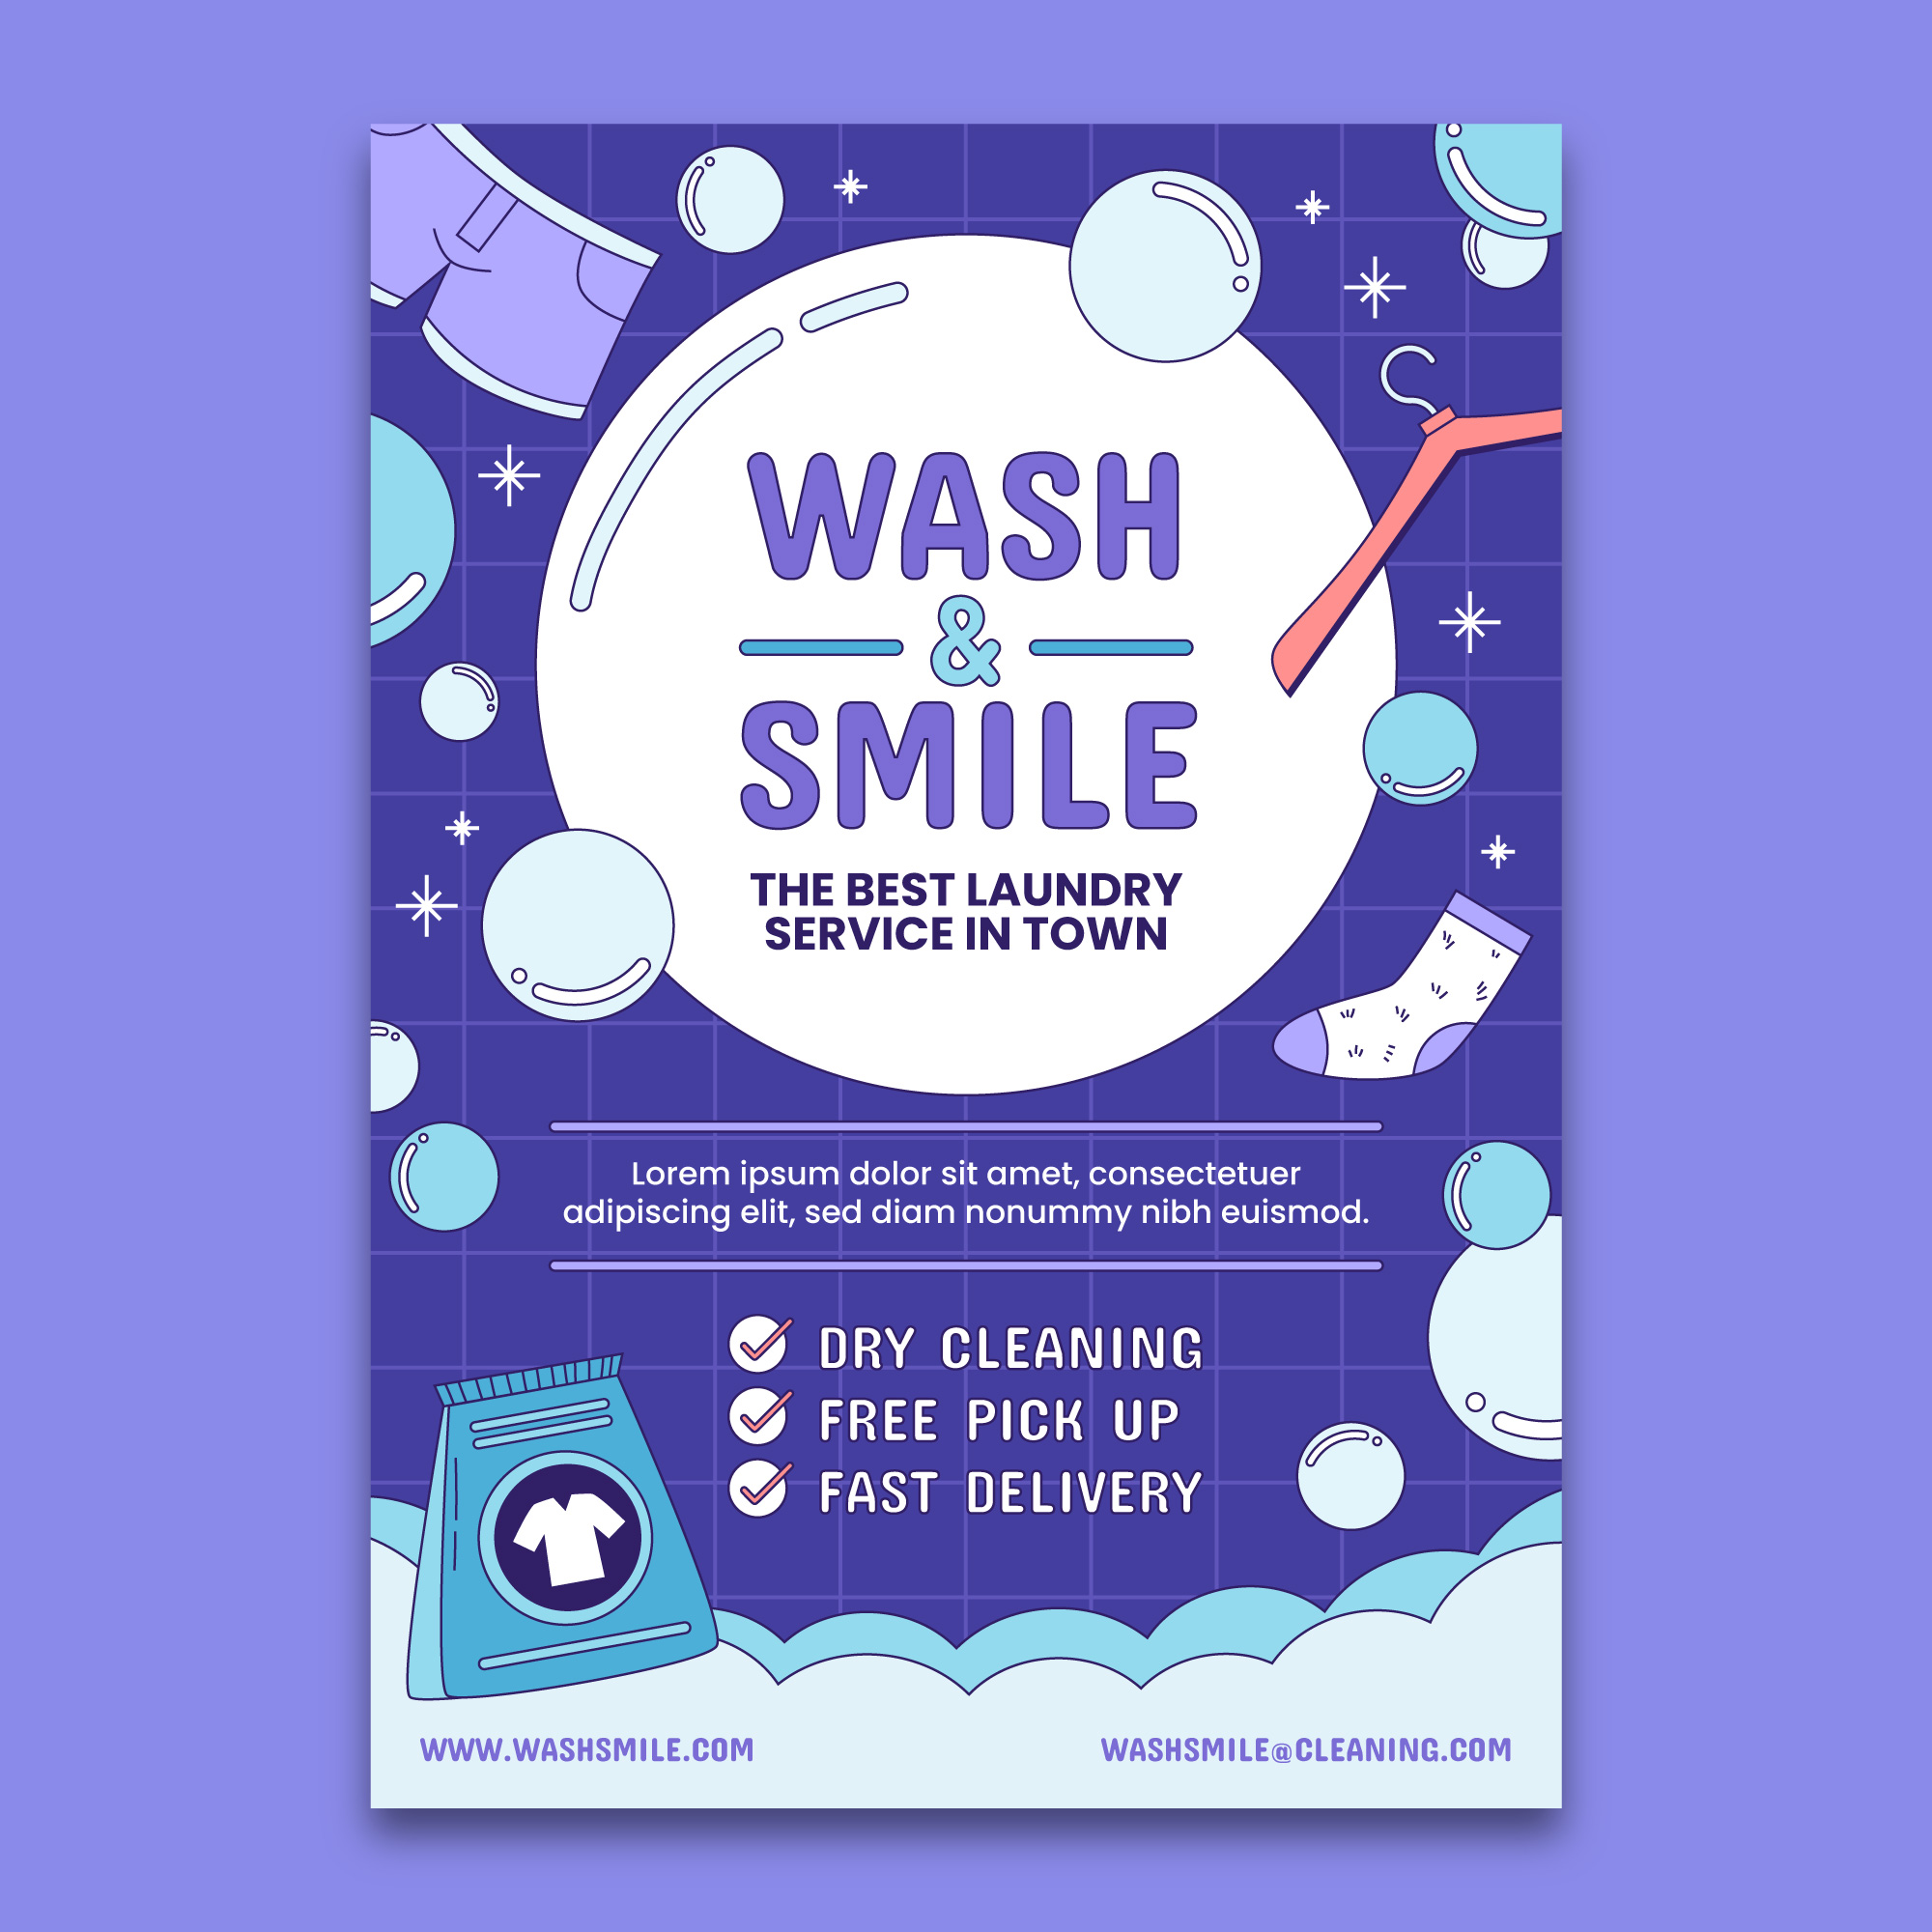 WASH
&
SMILE
THE BEST LAUNDRY
SERVICE IN TOWN
Lorem ipsum dolor sit amet, consectetuer
adipiscing elit, sed diam nonummy nibh euismod.
DRY CLEANING
FREE PICK UP
FAST DELIVERY
WWW.WASHSMILE.COM
WASHSMILE@CLEANING.COM